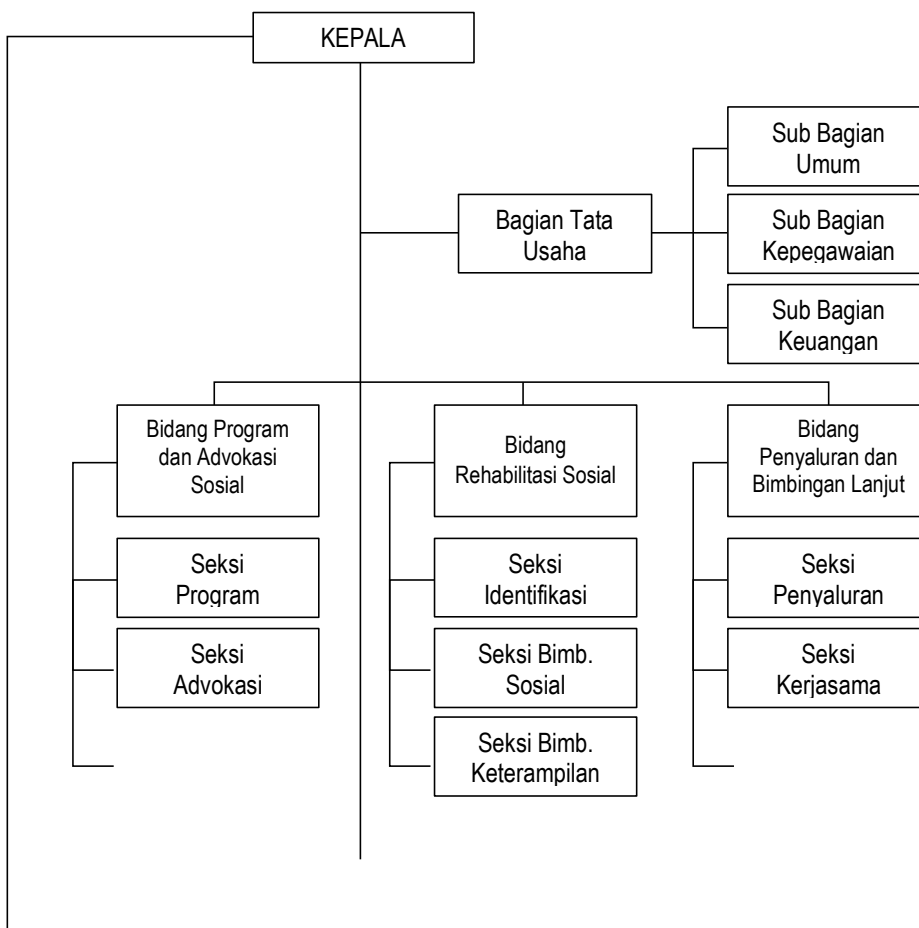 KEPALA
Sub Bagian
Umum
Bagian Tata
Usaha
Sub Bagian
Kepegawaian
Sub Bagian
Keuangan
Bidang Program
dan Advokasi
Sosial
Bidang
Rehabilitasi Sosial
Bidang
Penyaluran dan
Bimbingan Lanjut
Seksi
Program
Seksi
Identifikasi
Seksi
Penyaluran
Seksi
Advokasi
Seksi Bimb.
Sosial
Seksi
Kerjasama
Seksi Bimb.
Keterampilan